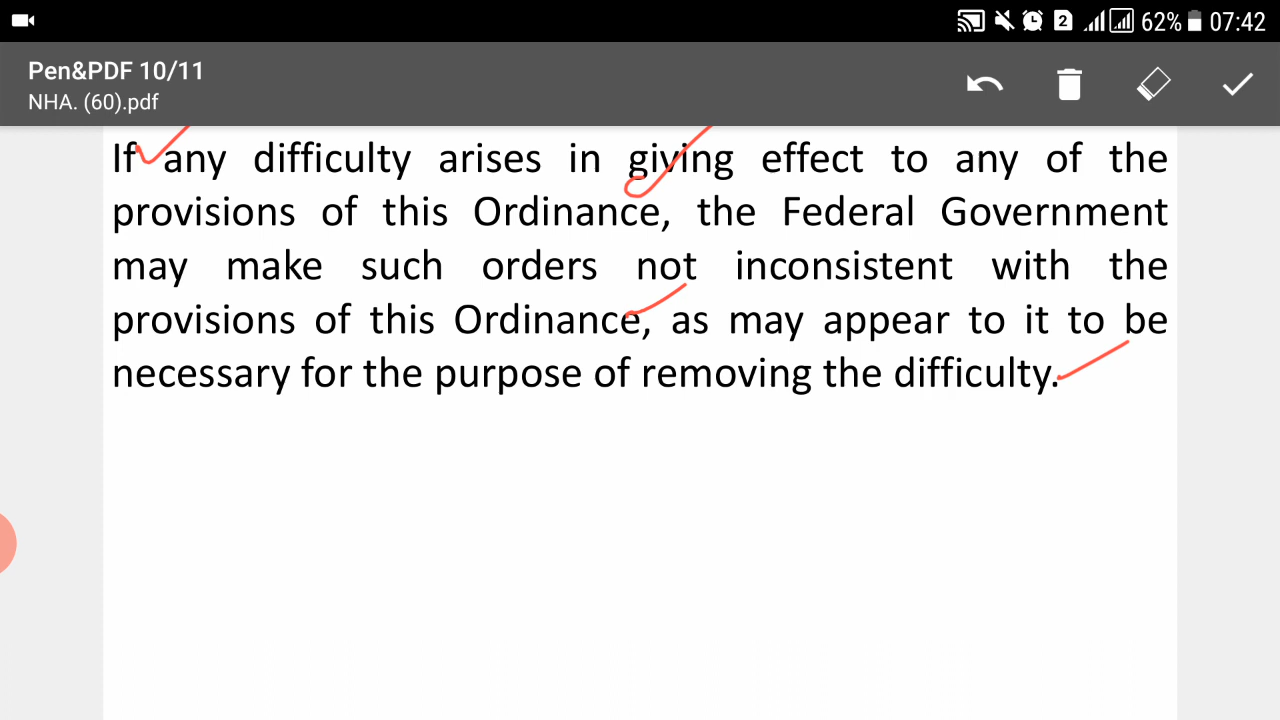 2 62% 07:42
Pen&PDF 10/11
NHA. (60).pdf
If any difficulty arises in giving effect to any of the
provisions of this Ordinance, the Federal Government
may make such orders not inconsistent with the
provisions of this Ordinance, as may appear to it to be
necessary for the purpose of removing the difficulty.